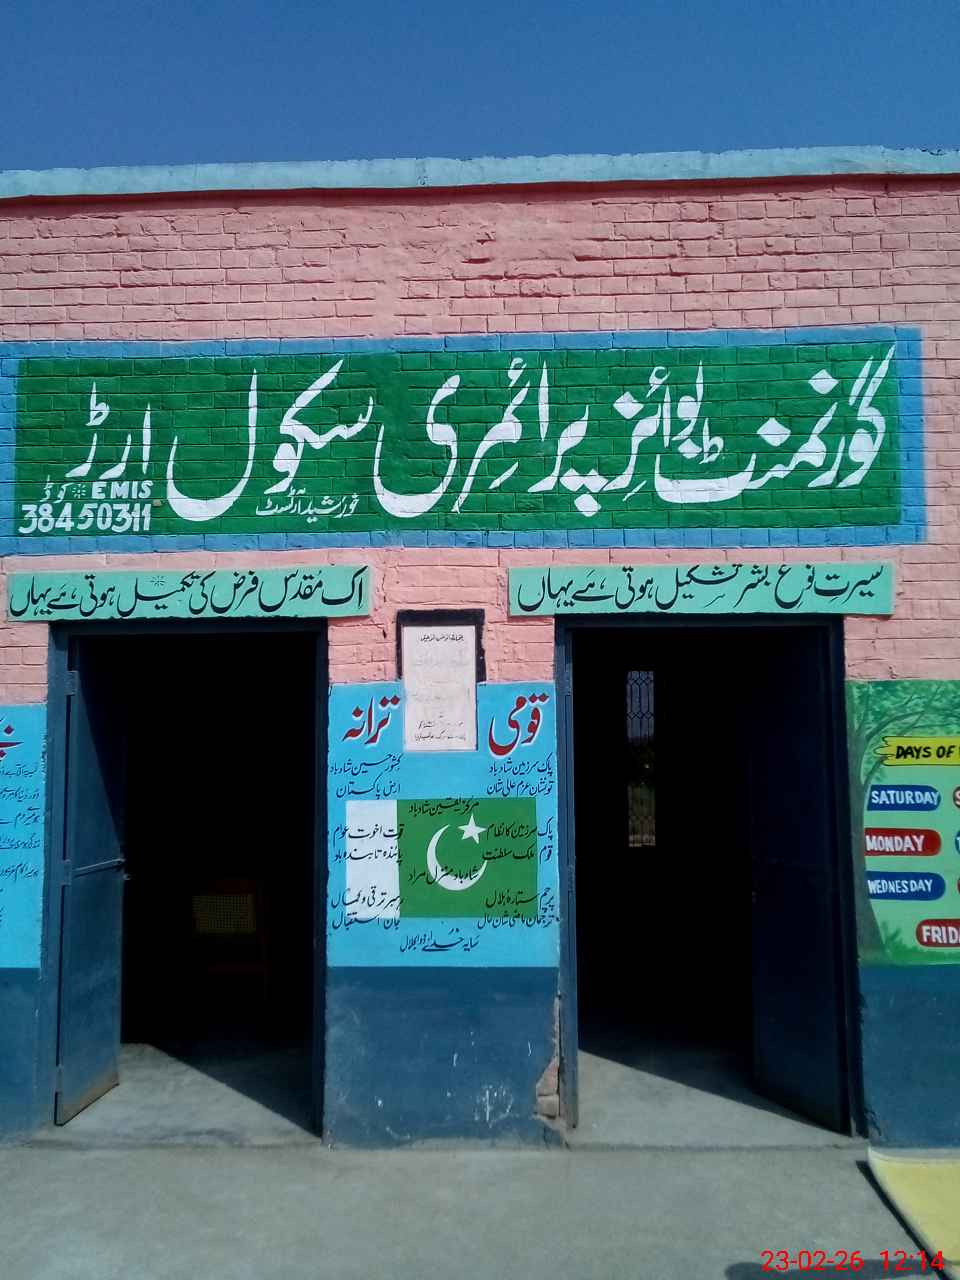 گورنمنٹ بوائز پرائمری سکول ارڑ
خورشید آرٹسٹ
EMIS کوڈ
38450311
سیرتِ نوعِ بشر تشکیل ہوتی ہے یہاں
اِک مُقدس فرض کی تکمیل ہوتی ہے یہاں
قومی ترانہ
پاک سرزمین شاد باد کشور حسین شاد باد
تو نشان عزم عالی شان ارض پاکستان
مرکز یقین شاد باد
پاک سرزمین کا نظام قوت اخوت عوام
قوم ملک سلطنت پائندہ تابندہ باد
شاد باد منزل مراد
پرچم ستارہ ہلال رہبر ترقی و کمال
ترجمان ماضی شان حال جان استقبال
سایہ خدائے ذوالجلال
DAYS OF
SATURDAY
MONDAY
WEDNESDAY
FRID
23-02-26 12:14